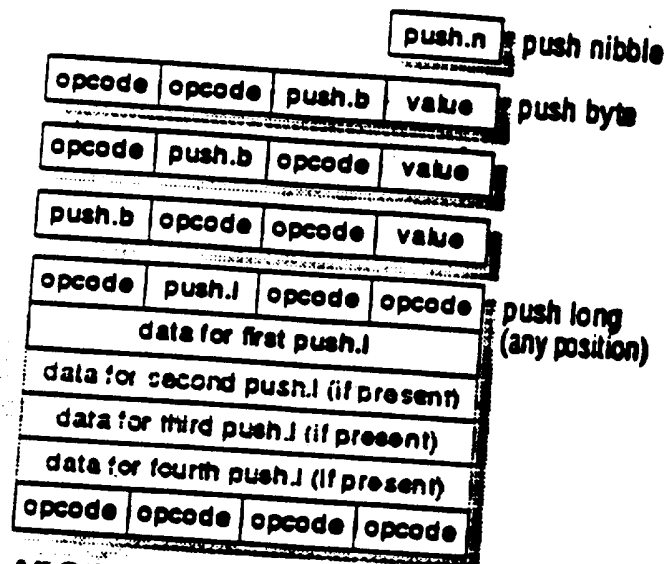 push.n push nibble
opcode opcode push.b value push byte
opcode push.b opcode value
push.b opcode opcode value
opcode push.l opcode opcode push long
(any position)
data for first push.l
data for second push.l (if present)
data for third push.l (if present)
data for fourth push.l (if present)
opcode opcode opcode opcode